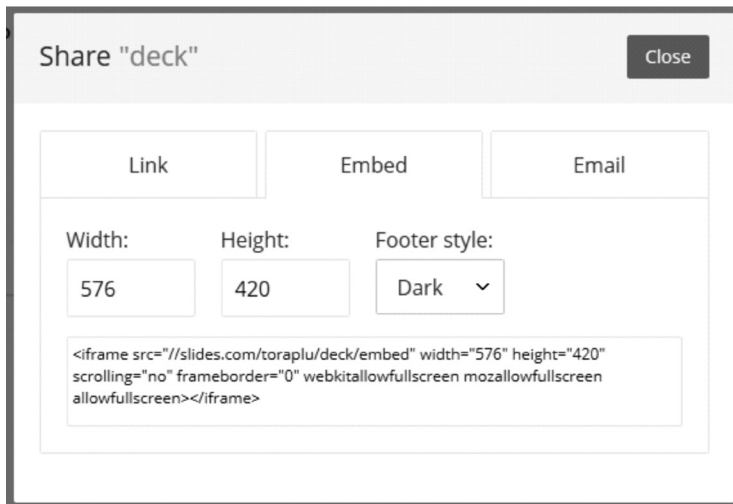 Share "deck"
Close
Link
Embed
Email
Width:
Height:
Footer style:
576
420
Dark
<iframe src="//slides.com/toraplu/deck/embed" width="576" height="420"
scrolling="no" frameborder="0" webkitallowfullscreen mozallowfullscreen
allowfullscreen></iframe>